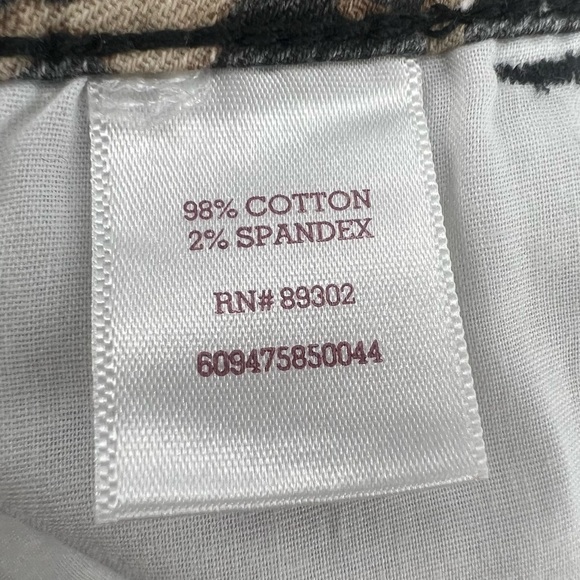 98% COTTON
2% SPANDEX
RN# 89302
609475850044